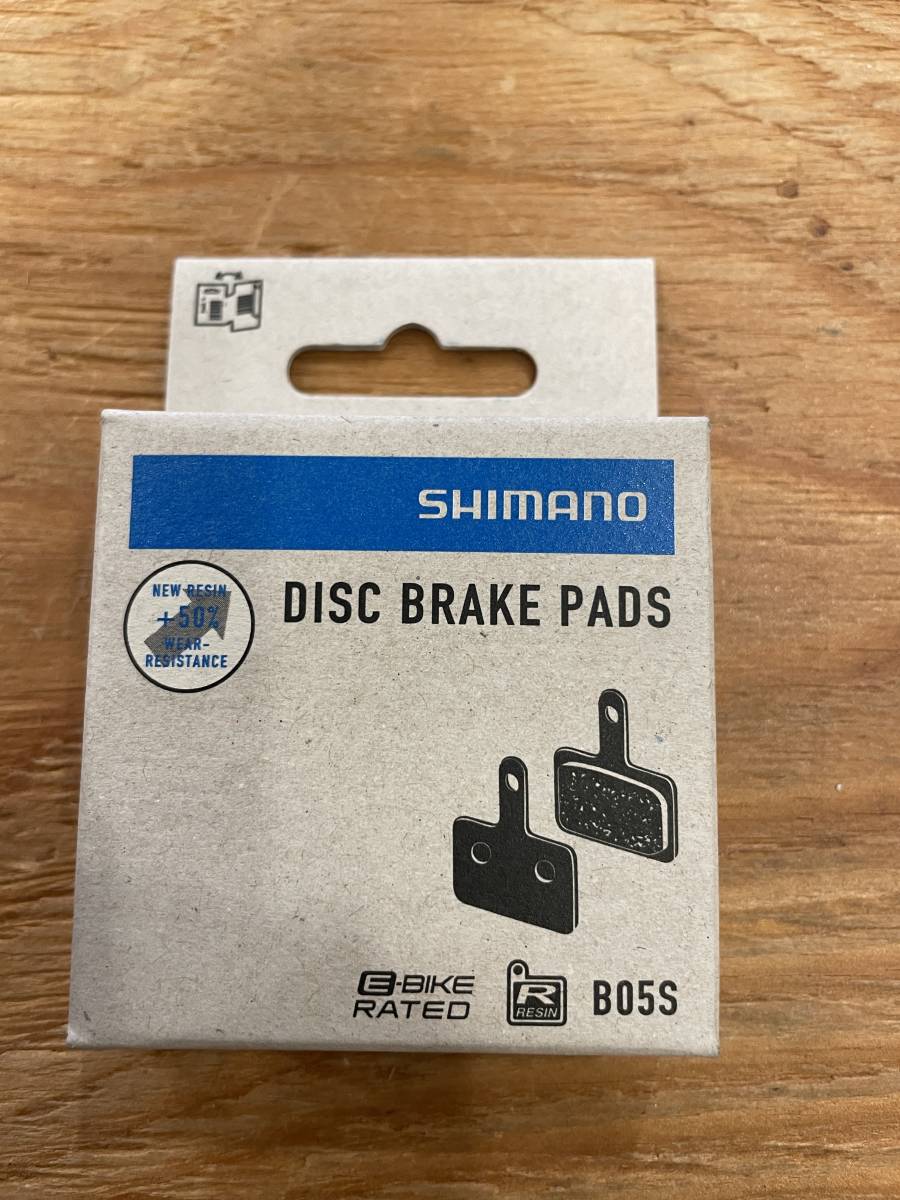 SHIMANO
DISC BRAKE PADS
NEW RESIN
+50%
WEAR-
RESISTANCE
E-BIKE
RATED
R
RESIN
B05S